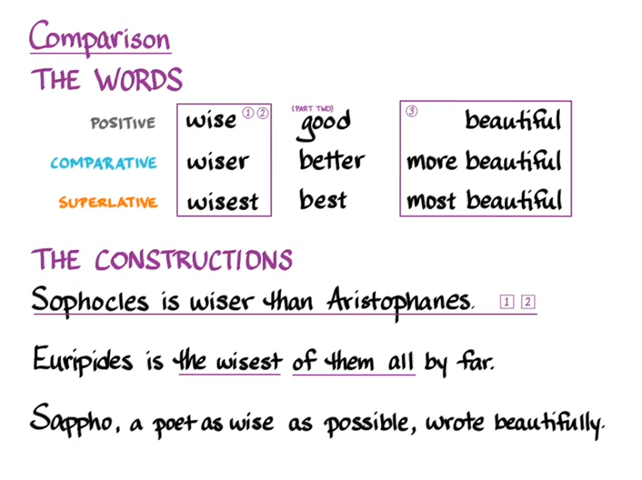 Comparison
THE WORDS
(PART TWO)
POSITIVE wise ① ② good ③ beautiful
COMPARATIVE wiser better more beautiful
SUPERLATIVE wisest best most beautiful
THE CONSTRUCTIONS
Sophocles is wiser than Aristophanes. 1 2
Euripides is the wisest of them all by far.
Sappho, a poet as wise as possible, wrote beautifully.